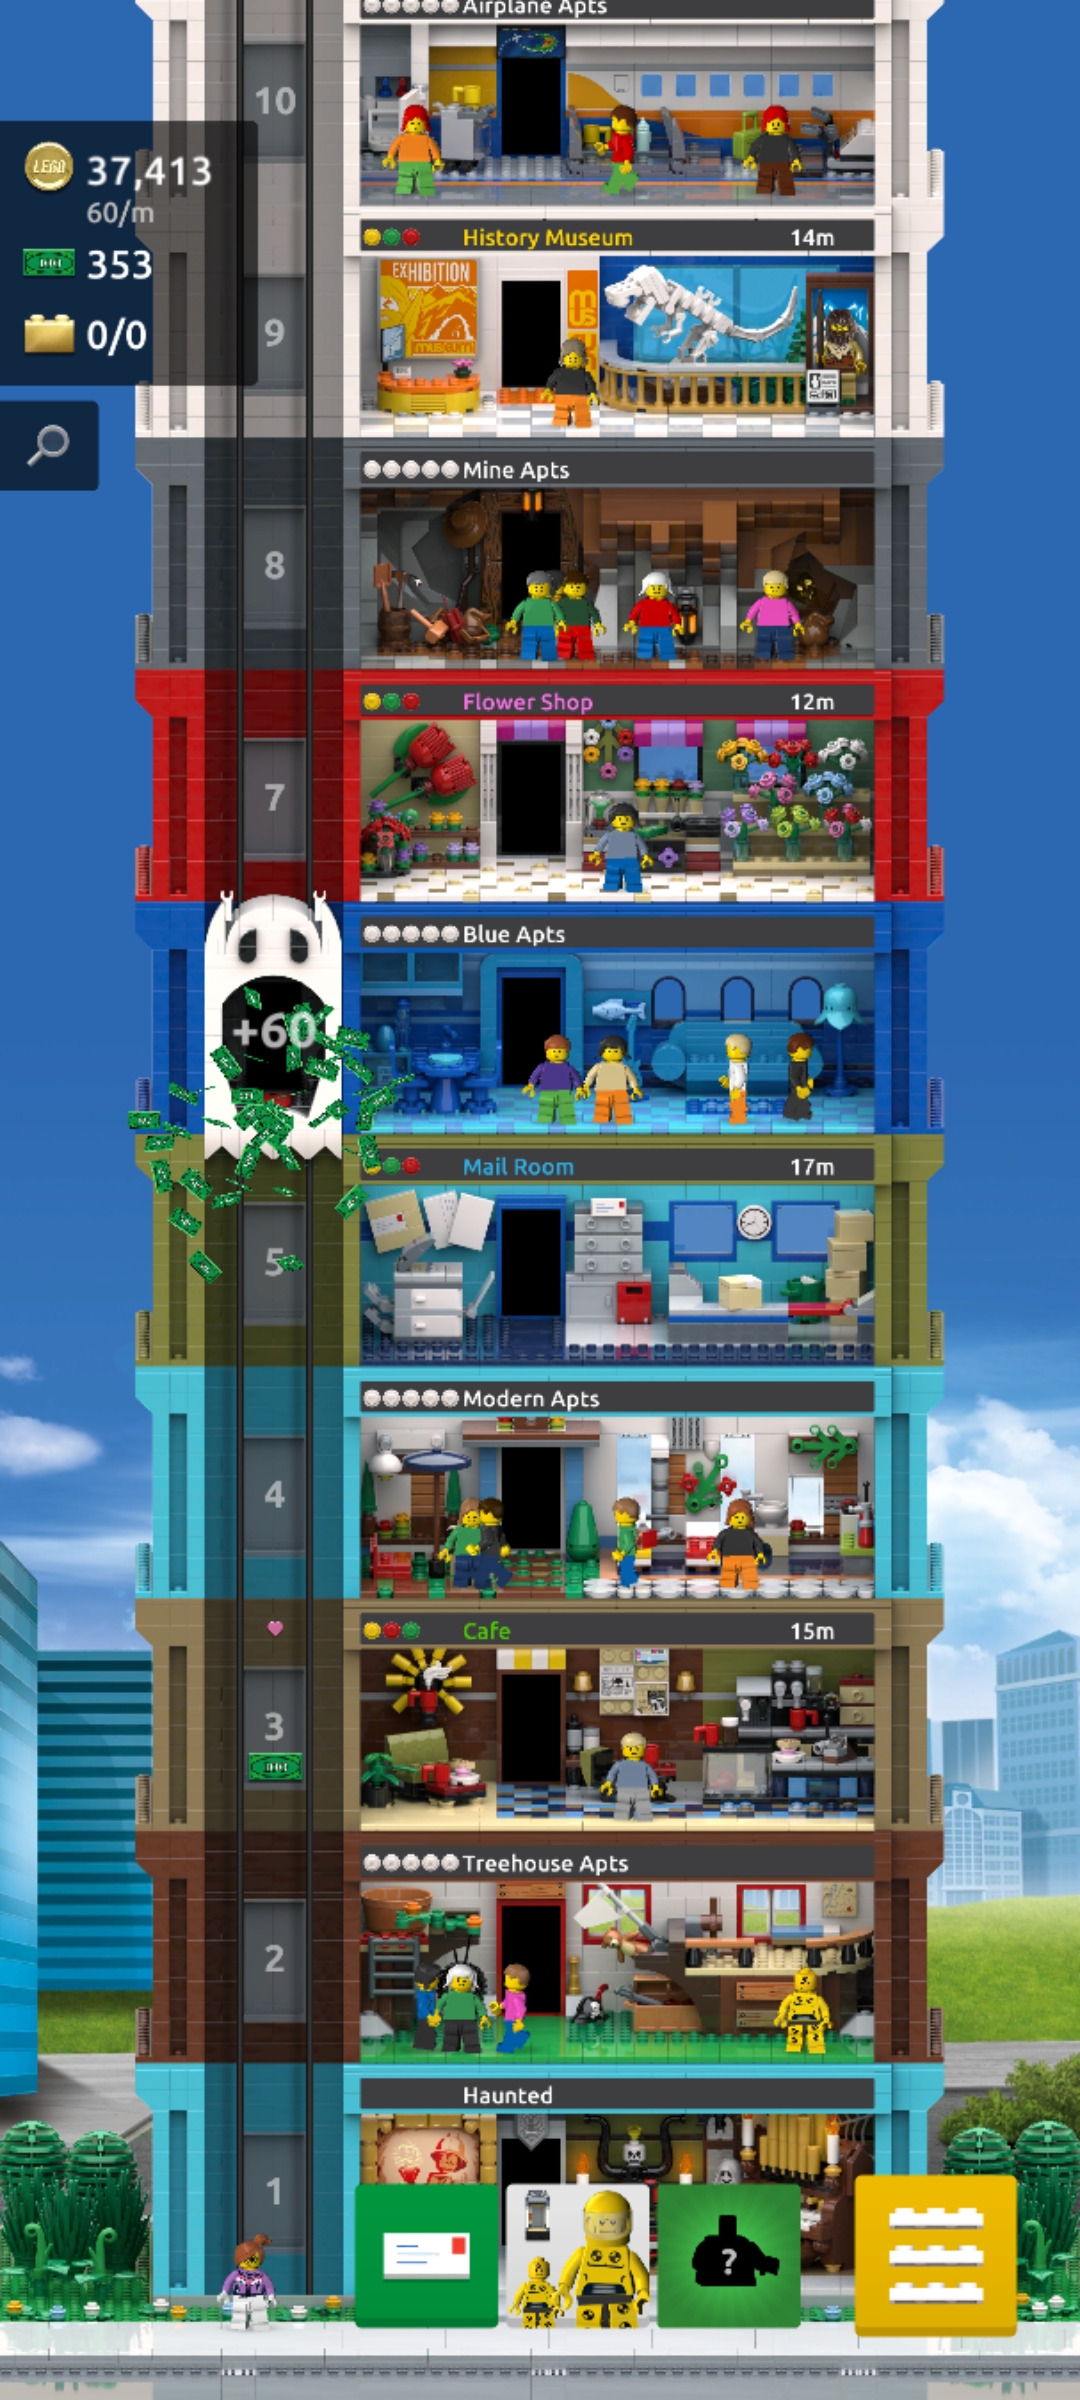 Airplane Apts
10
LEGO
37,413
60/m
353
0/0
History Museum 14m
EXHIBITION
museum!
9
Mine Apts
8
Flower Shop 12m
7
Blue Apts
+60
Mail Room 17m
5
Modern Apts
4
Cafe 15m
3
Treehouse Apts
2
Haunted
1
?